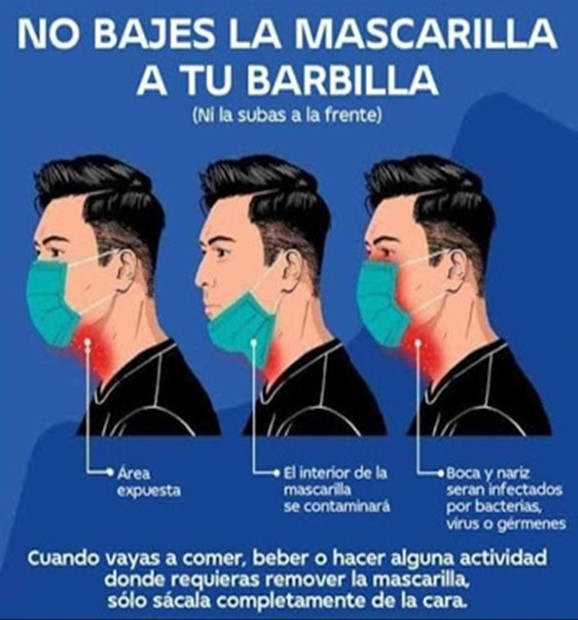 NO BAJES LA MASCARILLA
A TU BARBILLA
(Ni la subas a la frente)
Área
expuesta
El interior de la
mascarilla
se contaminará
Boca y nariz
seran infectados
por bacterias,
virus o gérmenes
Cuando vayas a comer, beber o hacer alguna actividad
donde requieras remover la mascarilla,
sólo sácala completamente de la cara.